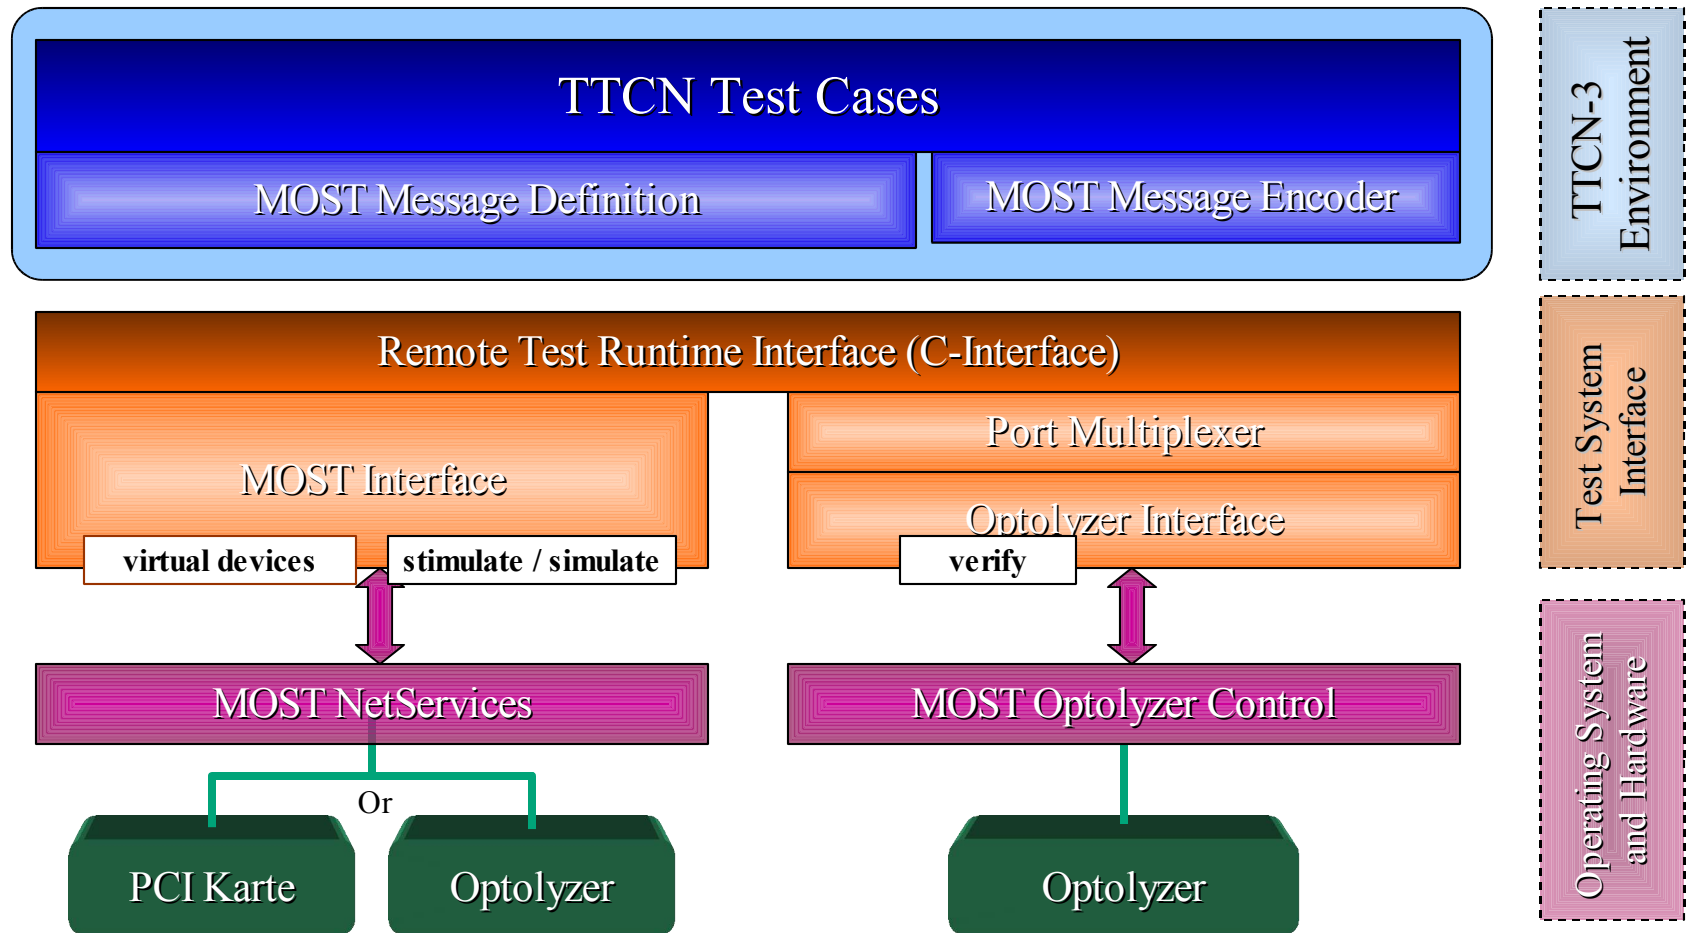 TTCN Test Cases
MOST Message Definition
MOST Message Encoder
TTCN-3
Environment
Remote Test Runtime Interface (C-Interface)
MOST Interface
Port Multiplexer
Optolyzer Interface
virtual devices
stimulate / simulate
verify
Test System
Interface
MOST NetServices
MOST Optolyzer Control
Or
PCI Karte
Optolyzer
Optolyzer
Operating System
and Hardware